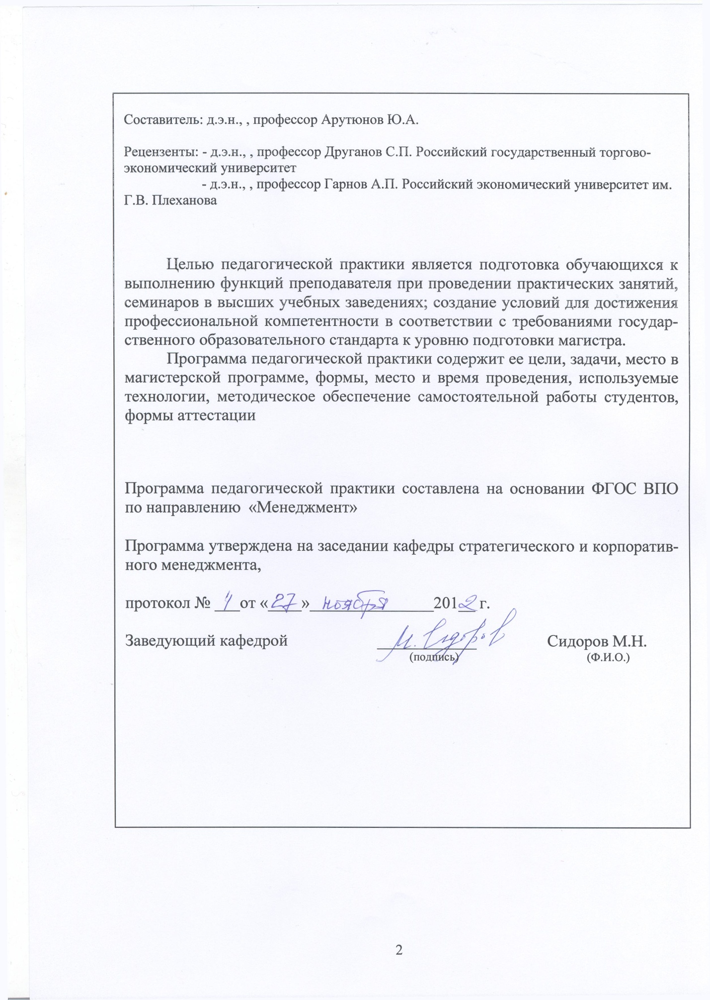 Составитель: д.э.н., , профессор Арутюнов Ю.А.
Рецензенты: - д.э.н., , профессор Друганов С.П. Российский государственный торгово-
экономический университет
- д.э.н., , профессор Гарнов А.П. Российский экономический университет им.
Г.В. Плеханова
Целью педагогической практики является подготовка обучающихся к
выполнению функций преподавателя при проведении практических занятий,
семинаров в высших учебных заведениях; создание условий для достижения
профессиональной компетентности в соответствии с требованиями государ-
ственного образовательного стандарта к уровню подготовки магистра.
Программа педагогической практики содержит ее цели, задачи, место в
магистерской программе, формы, место и время проведения, используемые
технологии, методическое обеспечение самостоятельной работы студентов,
формы аттестации
Программа педагогической практики составлена на основании ФГОС ВПО
по направлению «Менеджмент»
Программа утверждена на заседании кафедры стратегического и корпоратив-
ного менеджмента,
протокол № от «27» ноября 2012 г.
Заведующий кафедрой М. Сидоров Сидоров М.Н.
(подпись) (Ф.И.О.)
2